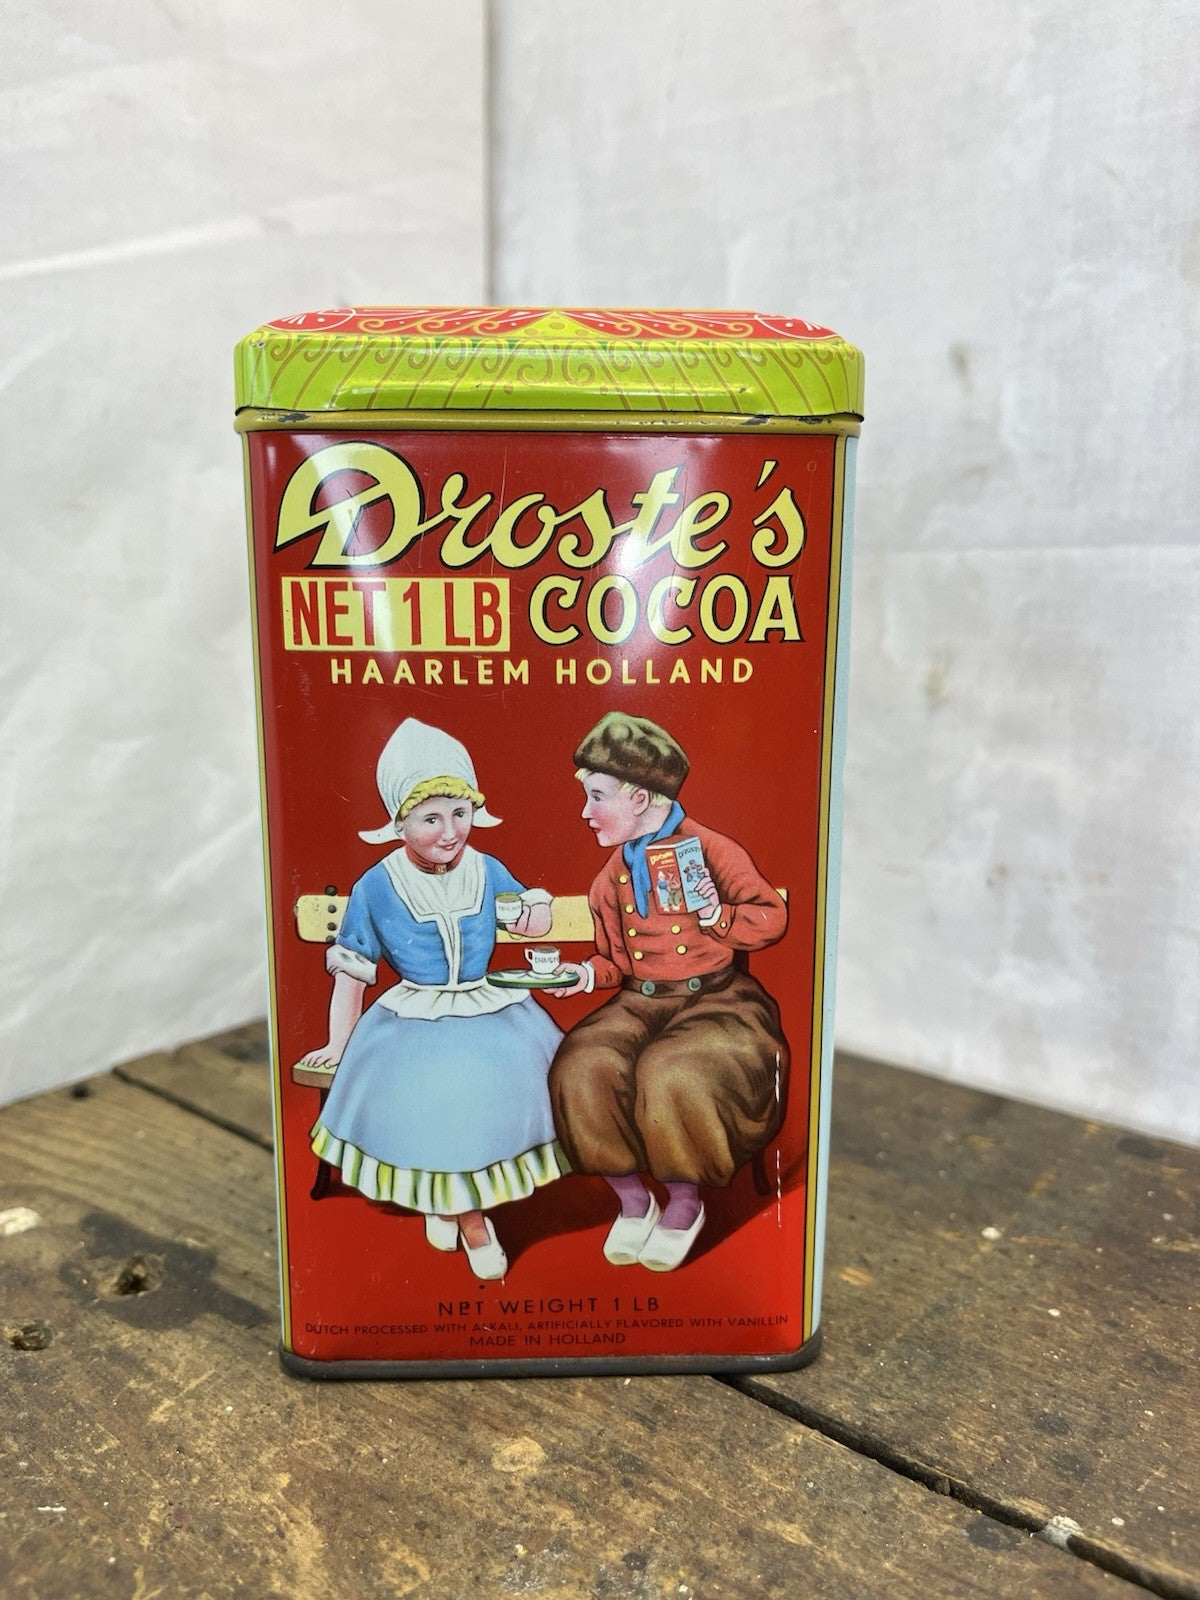 Droste's
NET 1 LB COCOA
HAARLEM HOLLAND
DROSTE
NET WEIGHT 1 LB
DUTCH PROCESSED WITH ALKALI, ARTIFICIALLY FLAVORED WITH VANILLIN
MADE IN HOLLAND